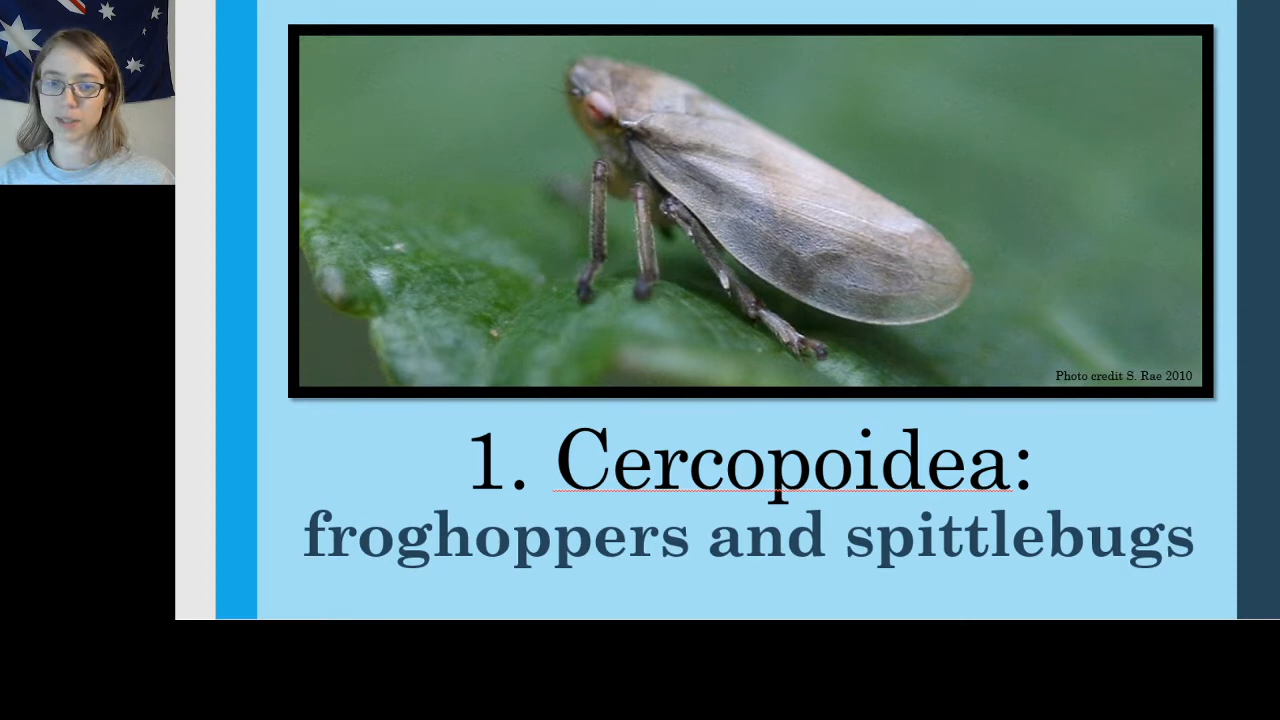 Photo credit S. Rae 2010
1. Cercopoidea:
froghoppers and spittlebugs